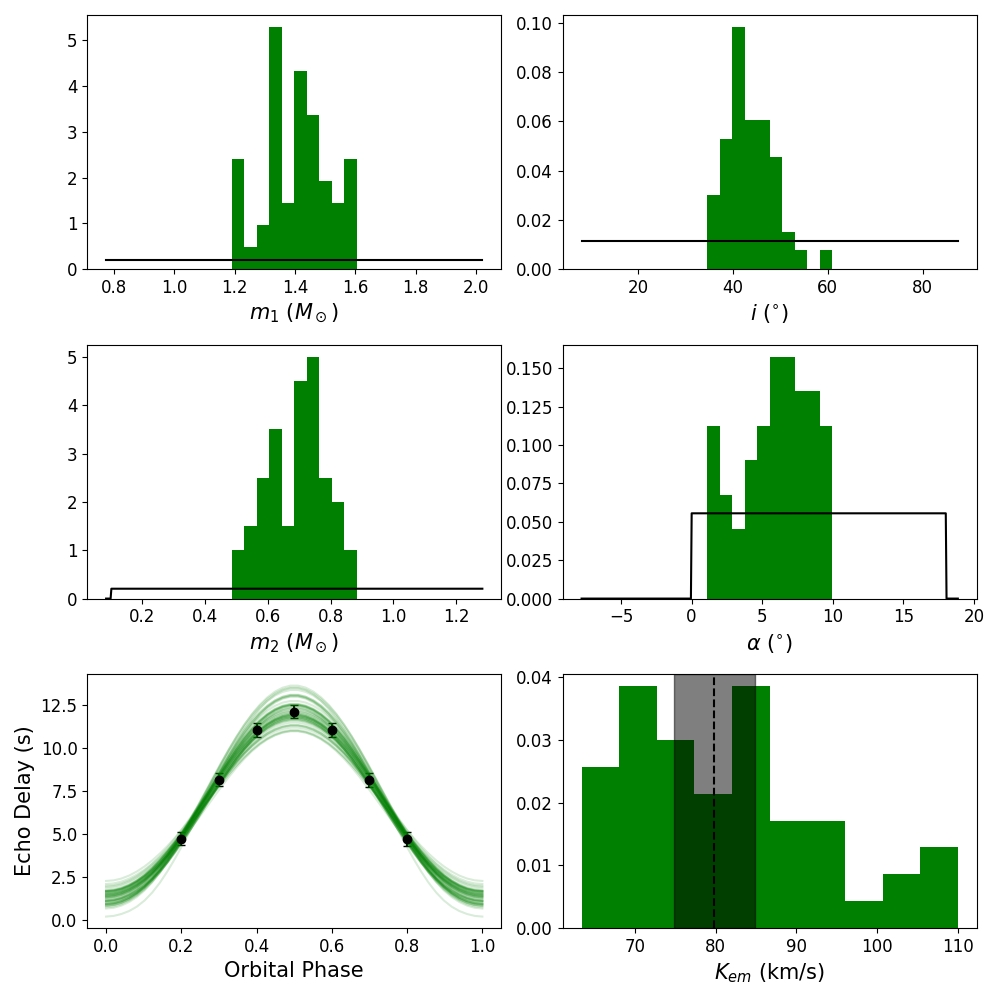 5
4
3
2
1
0
0.8 1.0 1.2 1.4 1.6 1.8 2.0
m₁ (M⊙)
0.10
0.08
0.06
0.04
0.02
0.00
20 40 60 80
i (°)
5
4
3
2
1
0
0.2 0.4 0.6 0.8 1.0 1.2
m₂ (M⊙)
0.150
0.125
0.100
0.075
0.050
0.025
0.000
−5 0 5 10 15 20
α (°)
Echo Delay (s)
12.5
10.0
7.5
5.0
2.5
0.0
0.0 0.2 0.4 0.6 0.8 1.0
Orbital Phase
0.04
0.03
0.02
0.01
0.00
70 80 90 100 110
Kem (km/s)